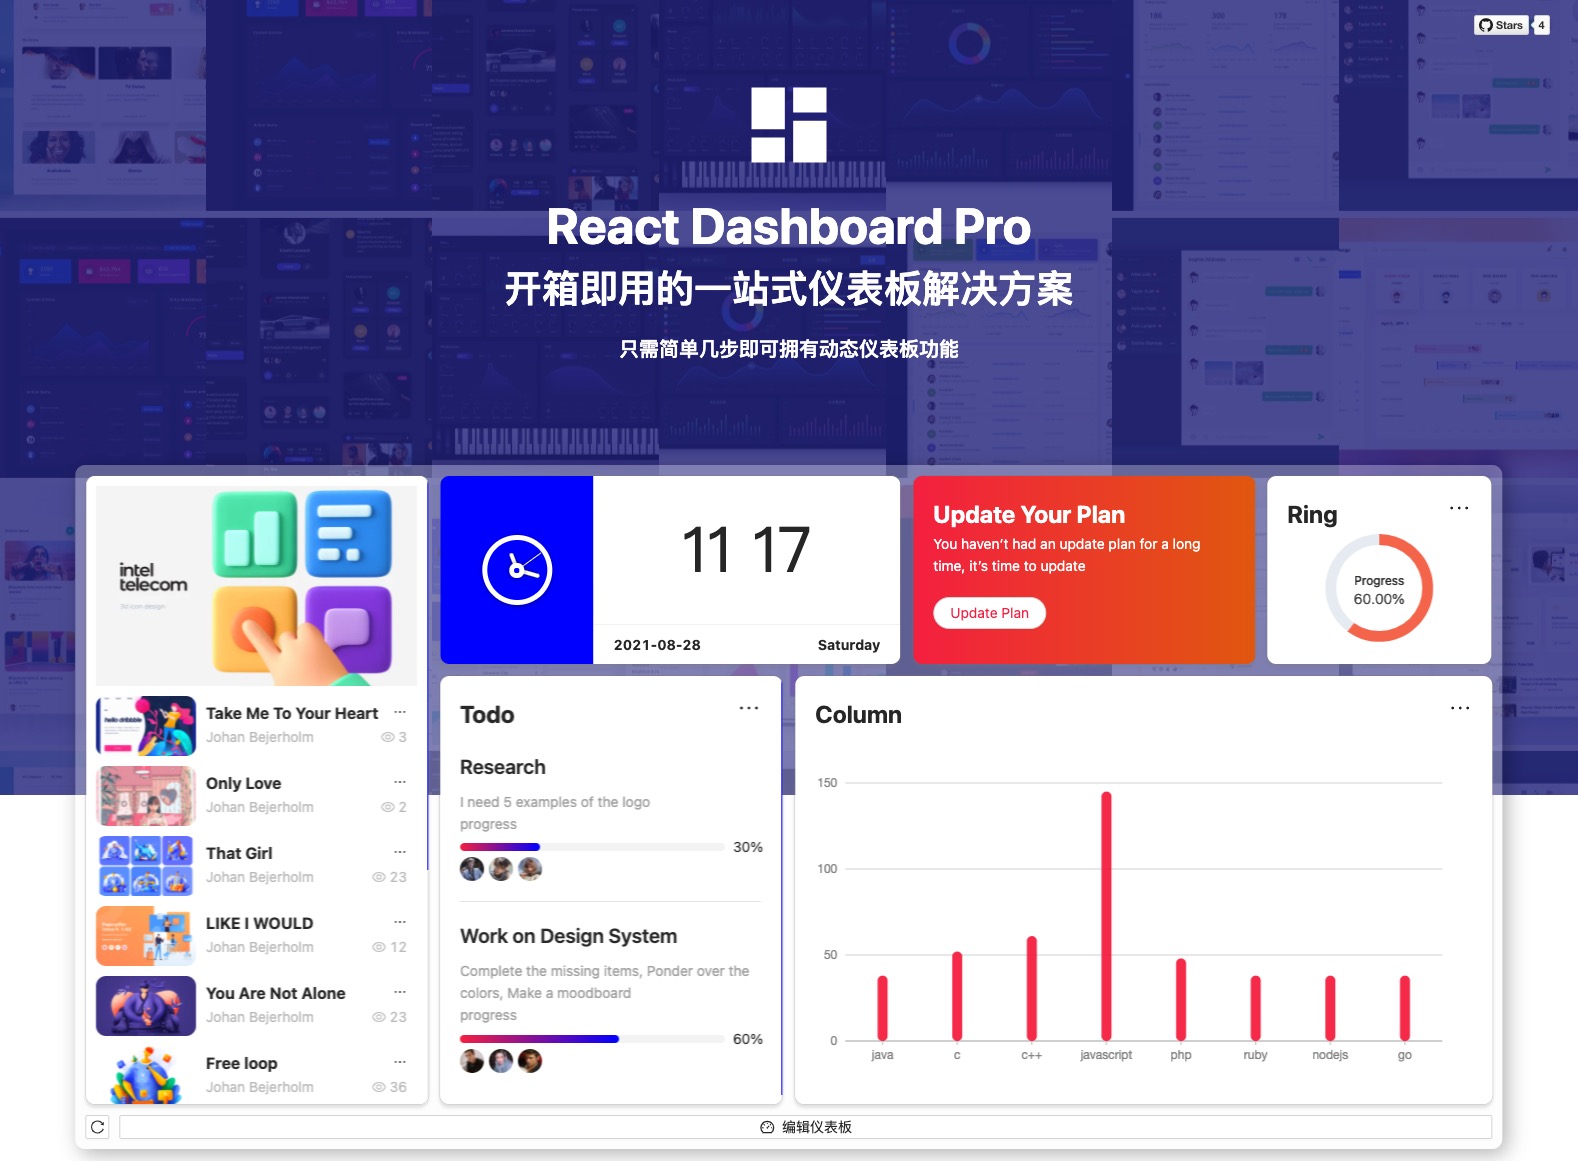 Stars
4
React Dashboard Pro
开箱即用的一站式仪表板解决方案
只需简单几步即可拥有动态仪表板功能
intel
telecom
3d icon design
Take Me To Your Heart
Johan Bejerholm
3
Only Love
Johan Bejerholm
2
That Girl
Johan Bejerholm
23
LIKE I WOULD
Johan Bejerholm
12
You Are Not Alone
Johan Bejerholm
23
Free loop
Johan Bejerholm
36
11 17
2021-08-28
Saturday
Update Your Plan
You haven’t had an update plan for a long
time, it’s time to update
Update Plan
Ring
Progress
60.00%
Todo
Research
I need 5 examples of the logo
progress
30%
Work on Design System
Complete the missing items, Ponder over the
colors, Make a moodboard
progress
60%
Column
150
100
50
0
java
c
c++
javascript
php
ruby
nodejs
go
编辑仪表板